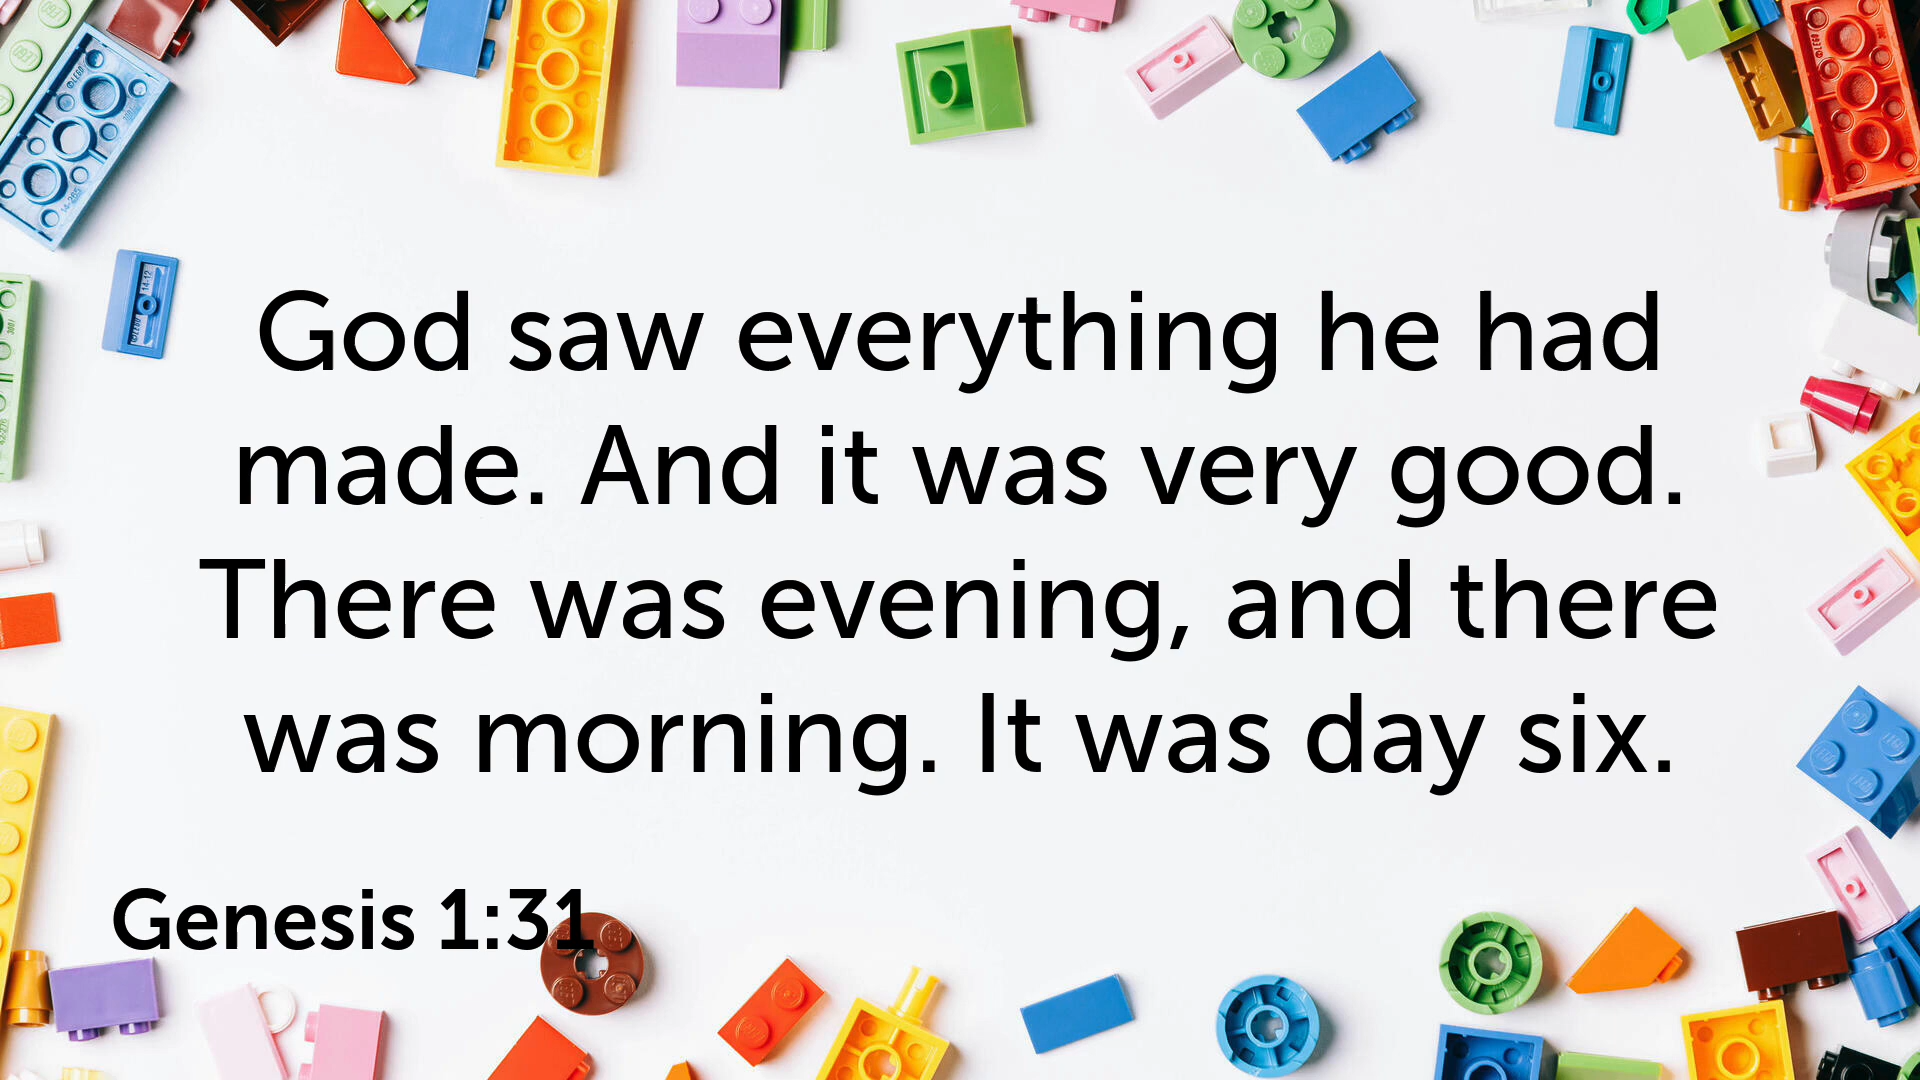 God saw everything he had
made. And it was very good.
There was evening, and there
was morning. It was day six.
Genesis 1:31